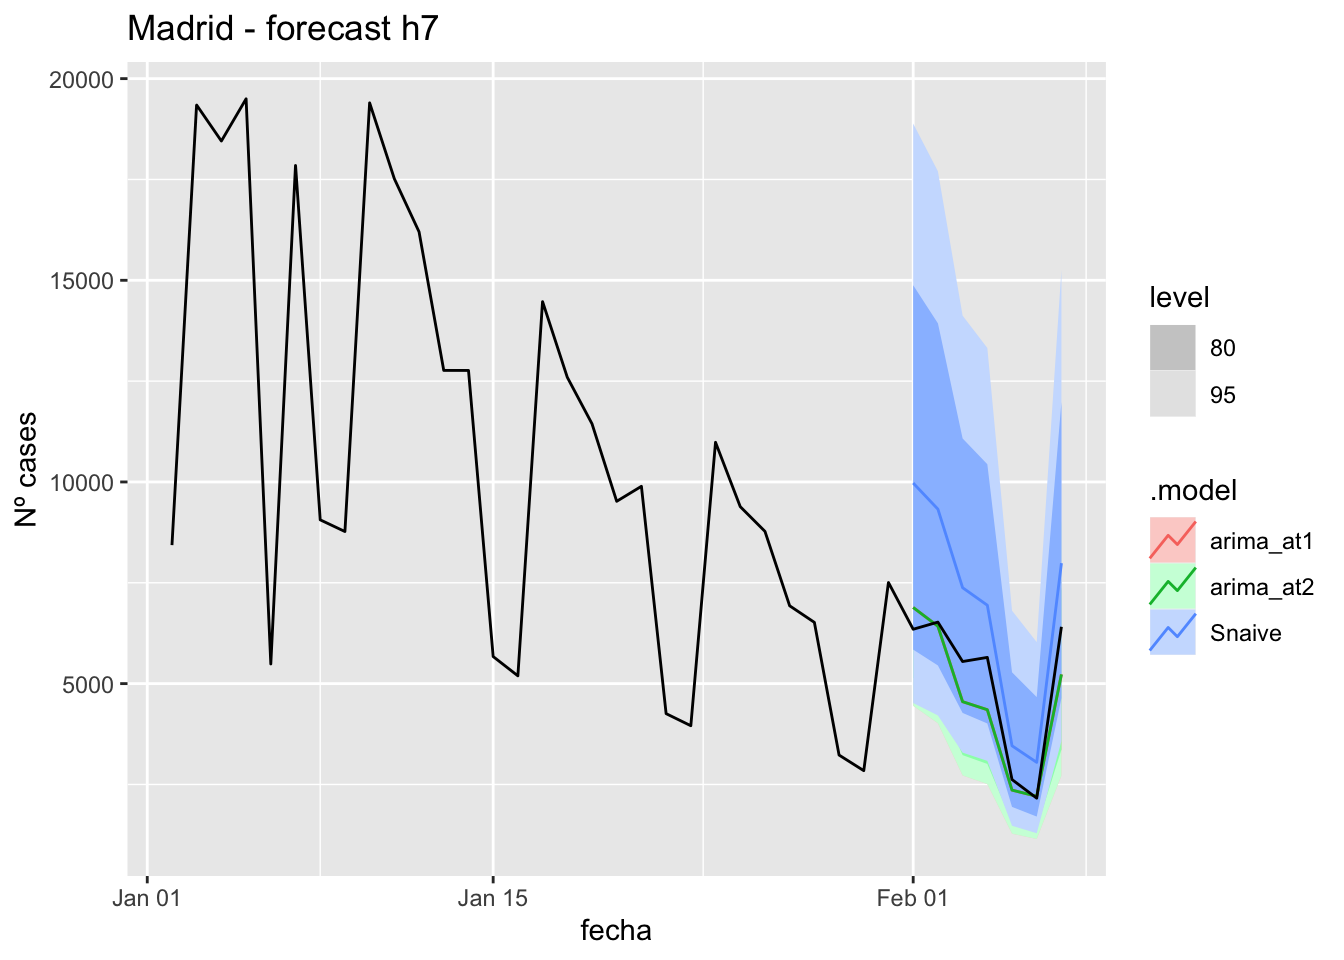 Madrid - forecast h7
Nº cases
20000
15000
10000
5000
Jan 01
Jan 15
Feb 01
fecha
level
80
95
.model
arima_at1
arima_at2
Snaive